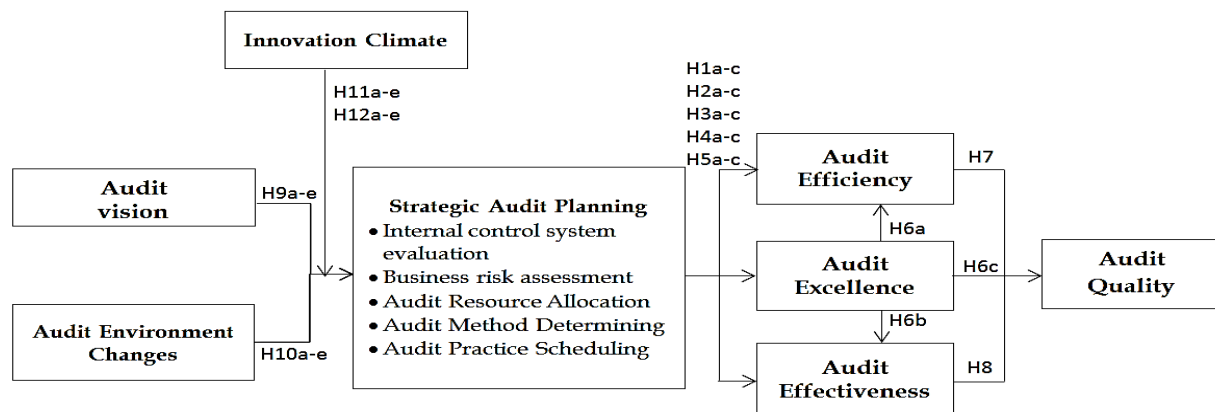 Innovation Climate
H11a-e
H12a-e
Audit
vision
H9a-e
Audit Environment
Changes
H10a-e
Strategic Audit Planning
• Internal control system
evaluation
• Business risk assessment
• Audit Resource Allocation
• Audit Method Determining
• Audit Practice Scheduling
H1a-c
H2a-c
H3a-c
H4a-c
H5a-c
Audit
Efficiency
H7
H6a
Audit
Excellence
H6c
H6b
Audit
Effectiveness
H8
Audit
Quality